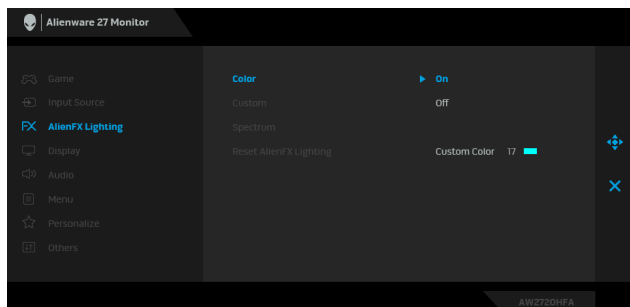 Alienware 27 Monitor
Game
Color
On
Input Source
Custom
Off
FX AlienFX Lighting
Spectrum
Display
Reset AlienFX Lighting
Custom Color 17
Audio
Menu
Personalize
Others
AW2720HFA